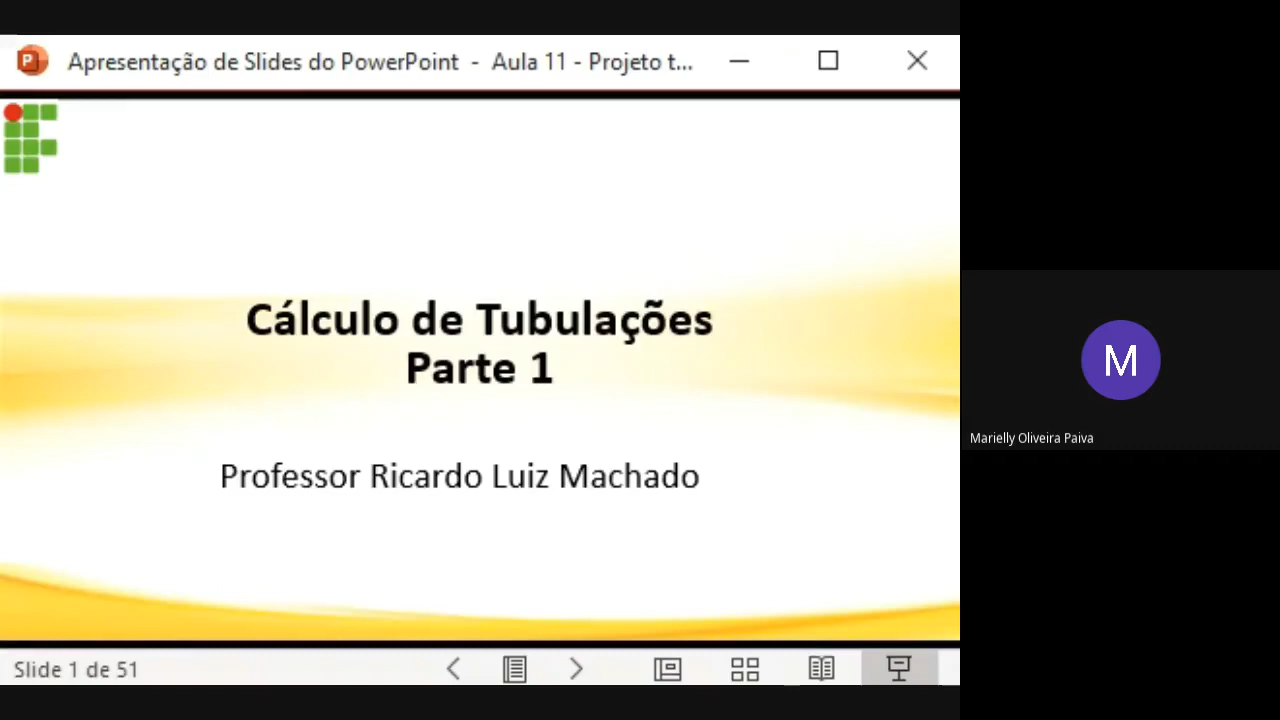 Apresentação de Slides do PowerPoint - Aula 11 - Projeto t...
Cálculo de Tubulações
Parte 1
Professor Ricardo Luiz Machado
M
Marielly Oliveira Paiva
Slide 1 de 51